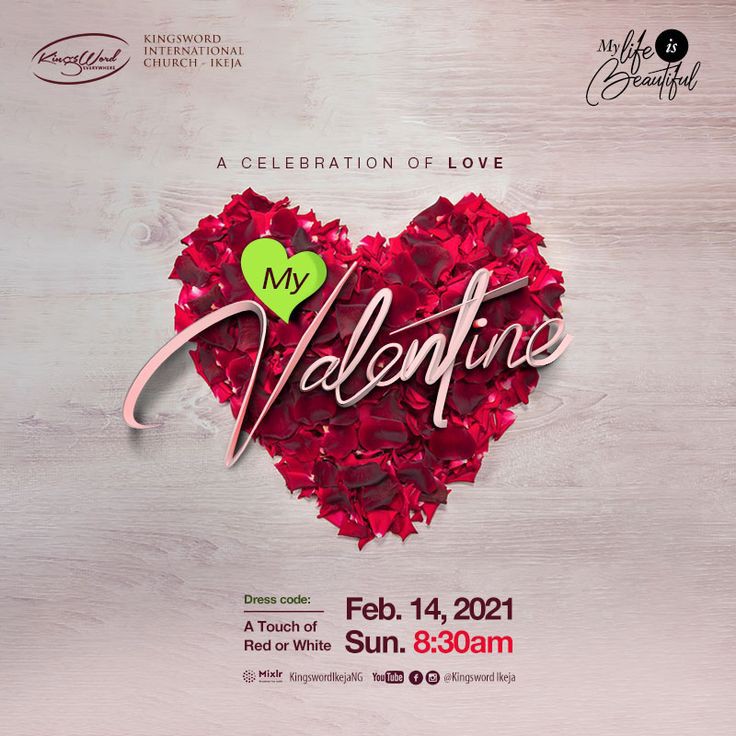 KingsWord
EVERYWHERE
KINGSWORD
INTERNATIONAL
CHURCH - IKEJA
My life is
Beautiful
A CELEBRATION OF LOVE
My
Valentine
Dress code:
A Touch of
Red or White
Feb. 14, 2021
Sun. 8:30am
Mixlr
KingswordIkejaNG
YouTube
@Kingsword Ikeja